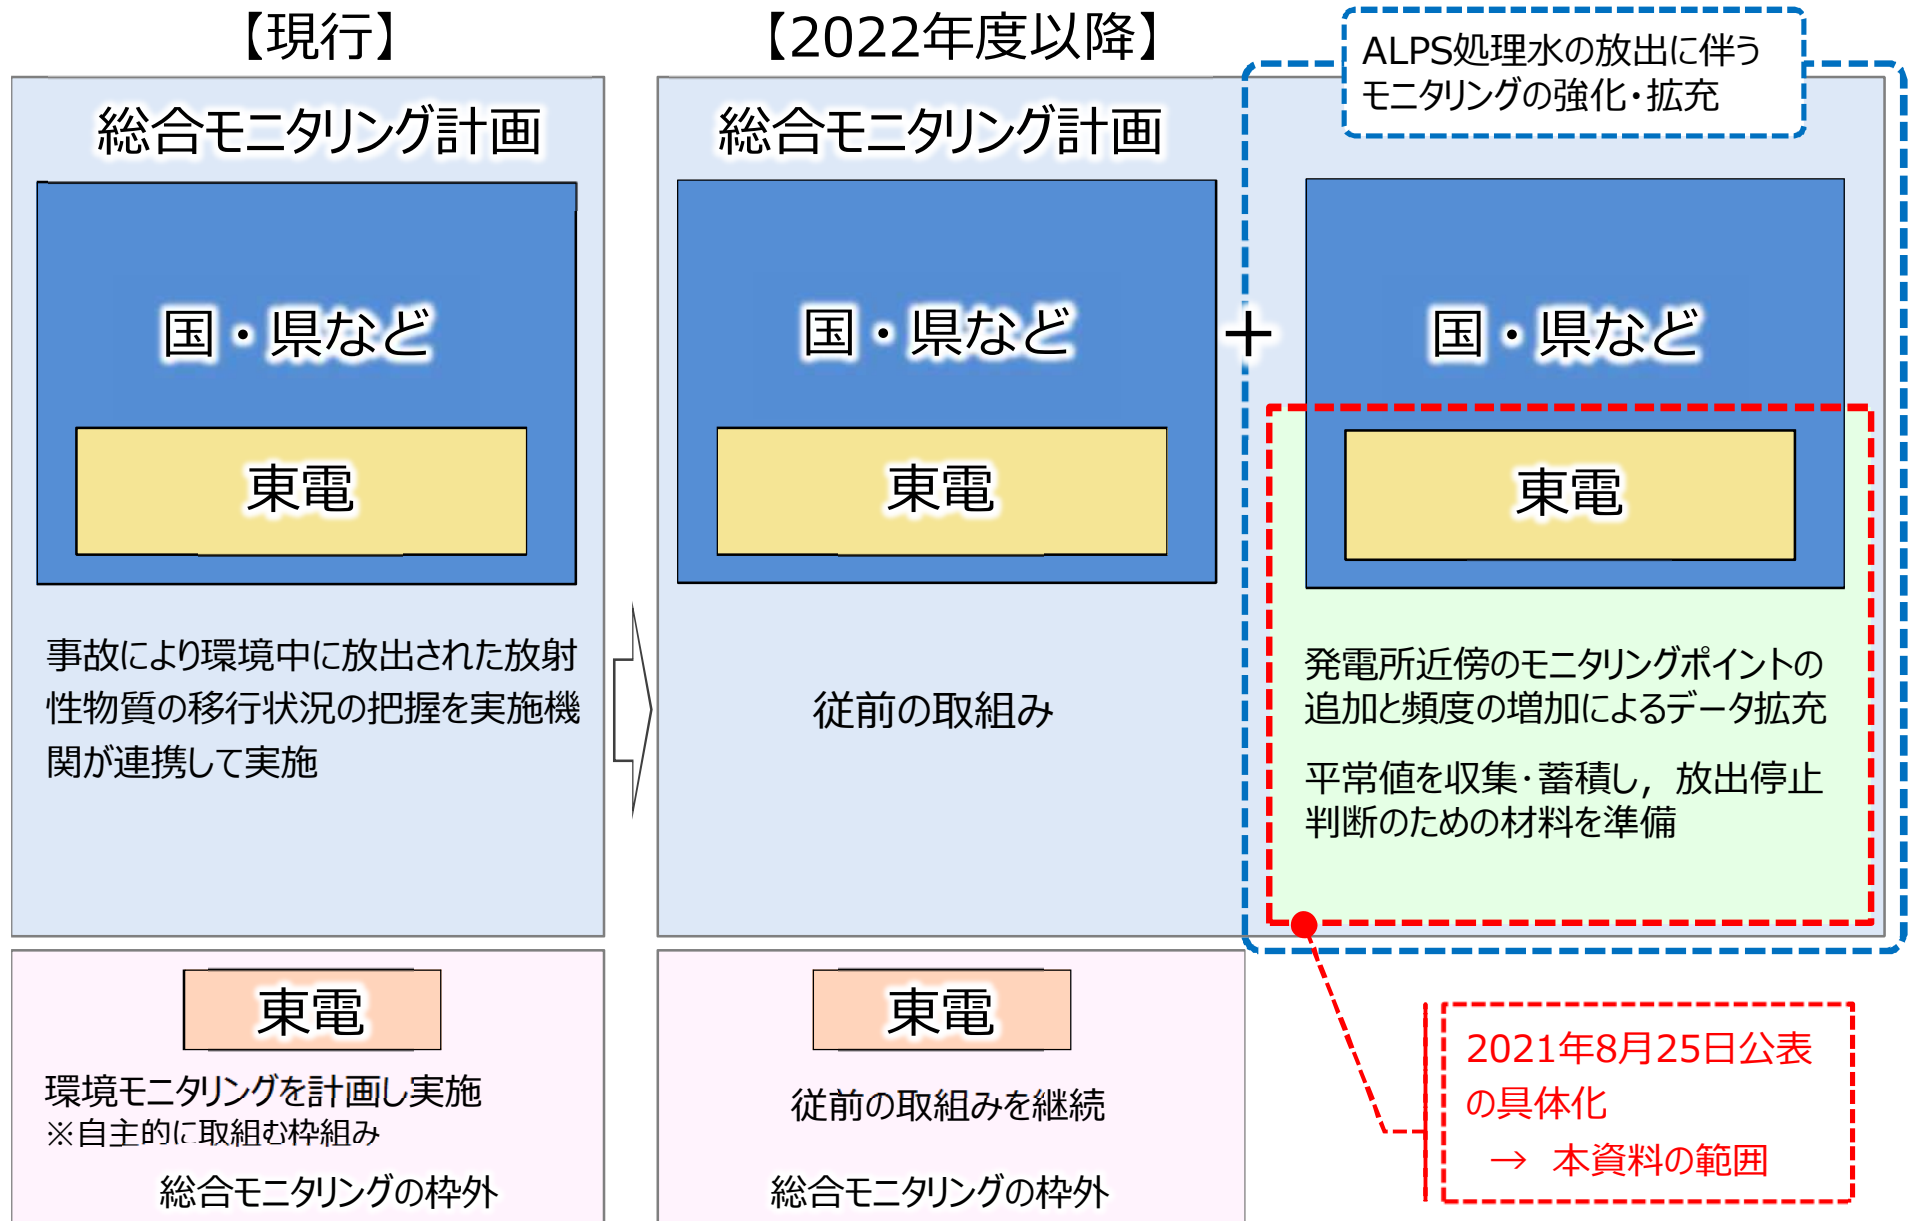 【現行】
総合モニタリング計画
国・県など
東電
事故により環境中に放出された放射
性物質の移行状況の把握を実施機
関が連携して実施
東電
環境モニタリングを計画し実施
※自主的に取組む枠組み
総合モニタリングの枠外
【2022年度以降】
総合モニタリング計画
国・県など
東電
従前の取組み
東電
従前の取組みを継続
総合モニタリングの枠外
＋
ALPS処理水の放出に伴う
モニタリングの強化・拡充
国・県など
東電
発電所近傍のモニタリングポイントの
追加と頻度の増加によるデータ拡充
平常値を収集・蓄積し，放出停止
判断のための材料を準備
2021年8月25日公表
の具体化
→ 本資料の範囲